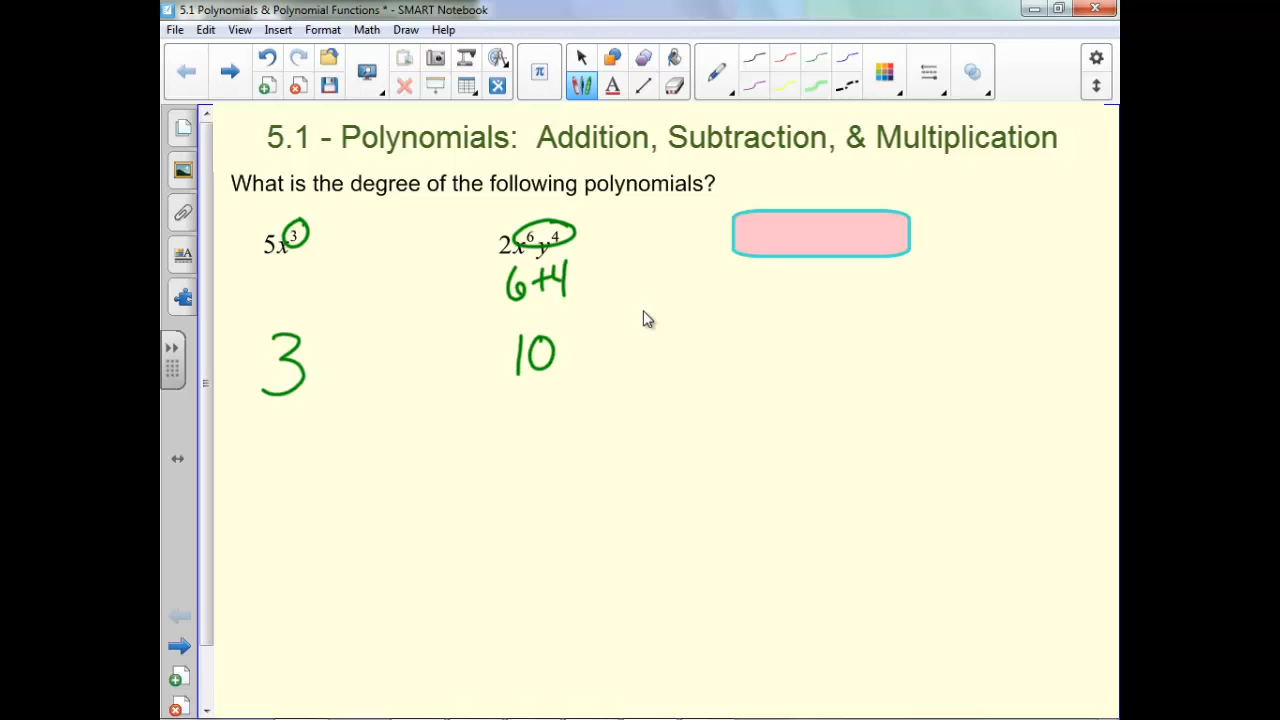 5.1 Polynomials & Polynomial Functions * - SMART Notebook
File Edit View Insert Format Math Draw Help
π
A
A
5.1 - Polynomials: Addition, Subtraction, & Multiplication
What is the degree of the following polynomials?
5x³ 2x⁶y⁴
6+4
3 10